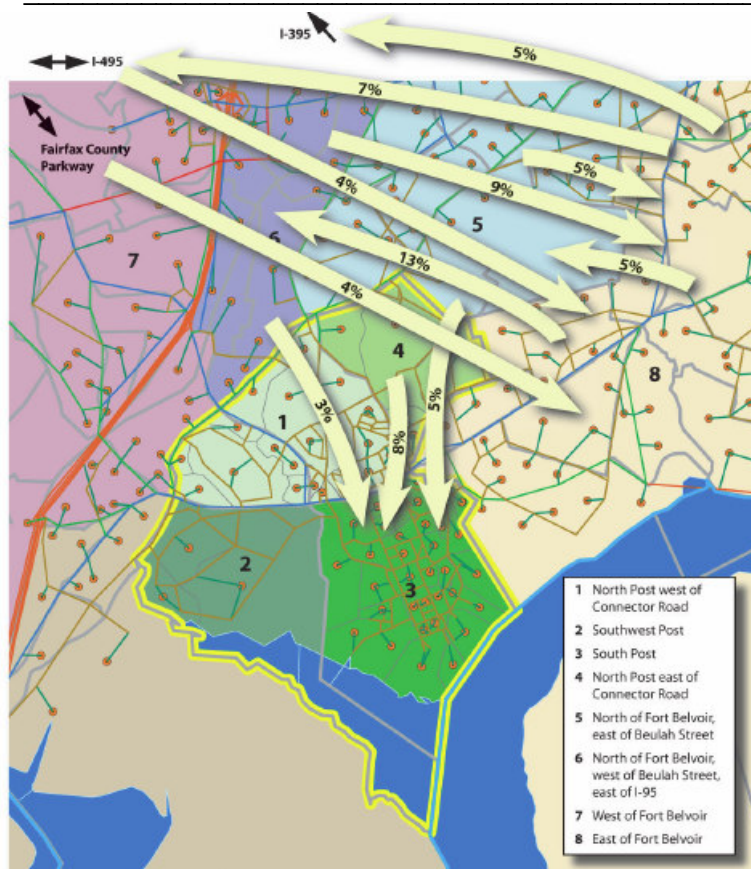 I-395
5%
I-495
7%
Fairfax County
Parkway
4%
5%
9%
5
6
7
13%
5%
4%
4
8
1
3%
8%
5%
2
3
1 North Post west of
Connector Road
2 Southwest Post
3 South Post
4 North Post east of
Connector Road
5 North of Fort Belvoir,
east of Beulah Street
6 North of Fort Belvoir,
west of Beulah Street,
east of I-95
7 West of Fort Belvoir
8 East of Fort Belvoir